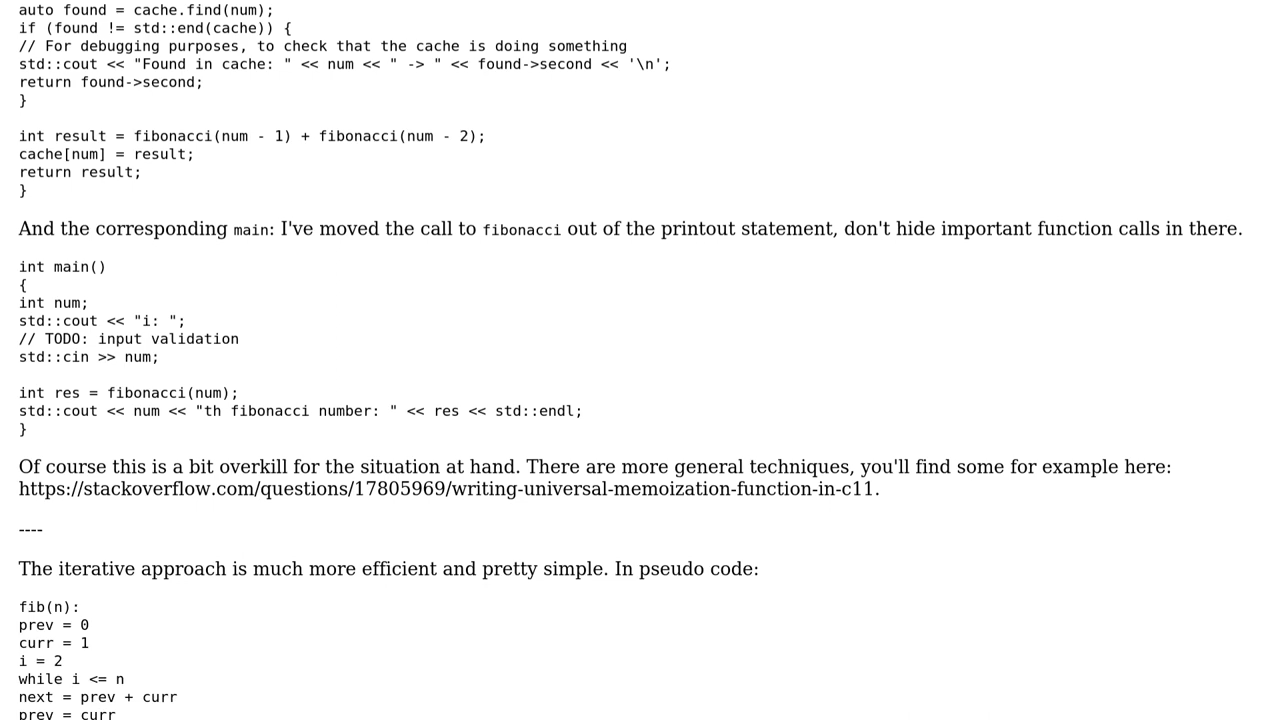 auto found = cache.find(num);
if (found != std::end(cache)) {
// For debugging purposes, to check that the cache is doing something
std::cout << "Found in cache: " << num << " -> " << found->second << '\n';
return found->second;
}
int result = fibonacci(num - 1) + fibonacci(num - 2);
cache[num] = result;
return result;
}
And the corresponding main: I've moved the call to fibonacci out of the printout statement, don't hide important function calls in there.
int main()
{
int num;
std::cout << "i: ";
// TODO: input validation
std::cin >> num;
int res = fibonacci(num);
std::cout << num << "th fibonacci number: " << res << std::endl;
}
Of course this is a bit overkill for the situation at hand. There are more general techniques, you'll find some for example here:
https://stackoverflow.com/questions/17805969/writing-universal-memoization-function-in-c11.
----
The iterative approach is much more efficient and pretty simple. In pseudo code:
fib(n):
prev = 0
curr = 1
i = 2
while i <= n
next = prev + curr
prev = curr